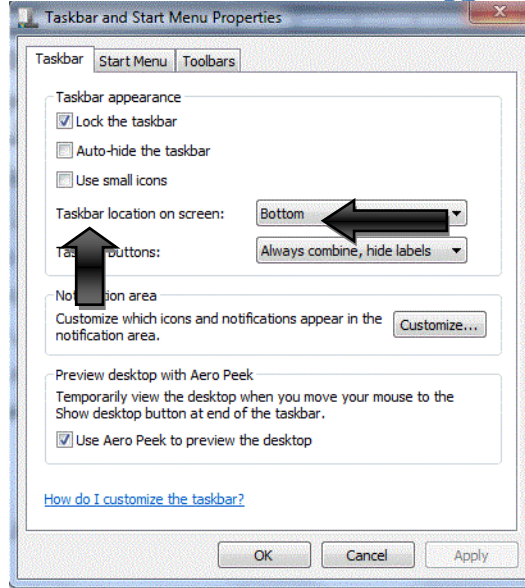 Taskbar and Start Menu Properties
Taskbar Start Menu Toolbars
Taskbar appearance
Lock the taskbar
Auto-hide the taskbar
Use small icons
Taskbar location on screen: Bottom
buttons: Always combine, hide labels
area
Customize which icons and notifications appear in the
notification area.
Customize...
Preview desktop with Aero Peek
Temporarily view the desktop when you move your mouse to the
Show desktop button at end of the taskbar.
Use Aero Peek to preview the desktop
How do I customize the taskbar?
OK Cancel Apply